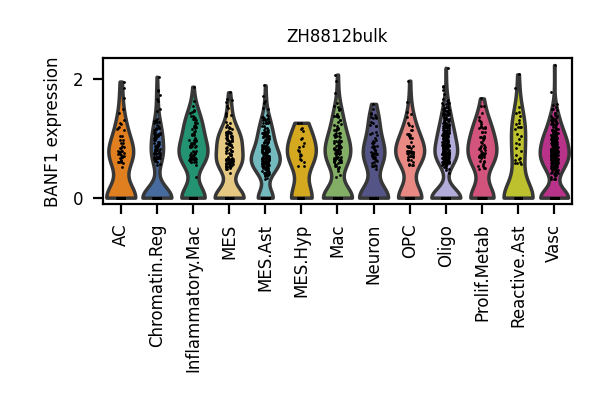 ZH8812bulk
BANF1 expression
2
0
AC
Chromatin.Reg
Inflammatory.Mac
MES
MES.Ast
MES.Hyp
Mac
Neuron
OPC
Oligo
Prolif.Metab
Reactive.Ast
Vasc